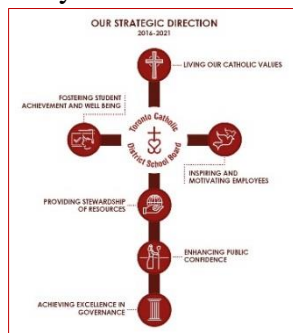 OUR STRATEGIC DIRECTION
2016-2021
LIVING OUR CATHOLIC VALUES
FOSTERING STUDENT
ACHIEVEMENT AND WELL BEING
Toronto Catholic
District School Board
INSPIRING AND
MOTIVATING EMPLOYEES
PROVIDING STEWARDSHIP
OF RESOURCES
ENHANCING PUBLIC
CONFIDENCE
ACHIEVING EXCELLENCE IN
GOVERNANCE